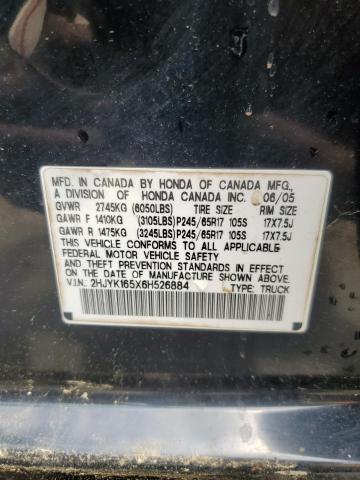 MFD. IN CANADA BY HONDA OF CANADA MFG.,
A DIVISION OF HONDA CANADA INC. 06/05
GVWR 2745KG (6050LBS) TIRE SIZE RIM SIZE
GAWR F 1410KG (3105LBS)P245/65R17 105S 17X7.5J
GAWR R 1475KG (3245LBS)P245/65R17 105S 17X7.5J
THIS VEHICLE CONFORMS TO ALL APPLICABLE
FEDERAL MOTOR VEHICLE SAFETY
AND THEFT PREVENTION STANDARDS IN EFFECT
ON THE DATE OF MANUFACTURE SHOWN ABOVE.
V.I.N.: 2HJYK165X6H526884 TYPE: TRUCK